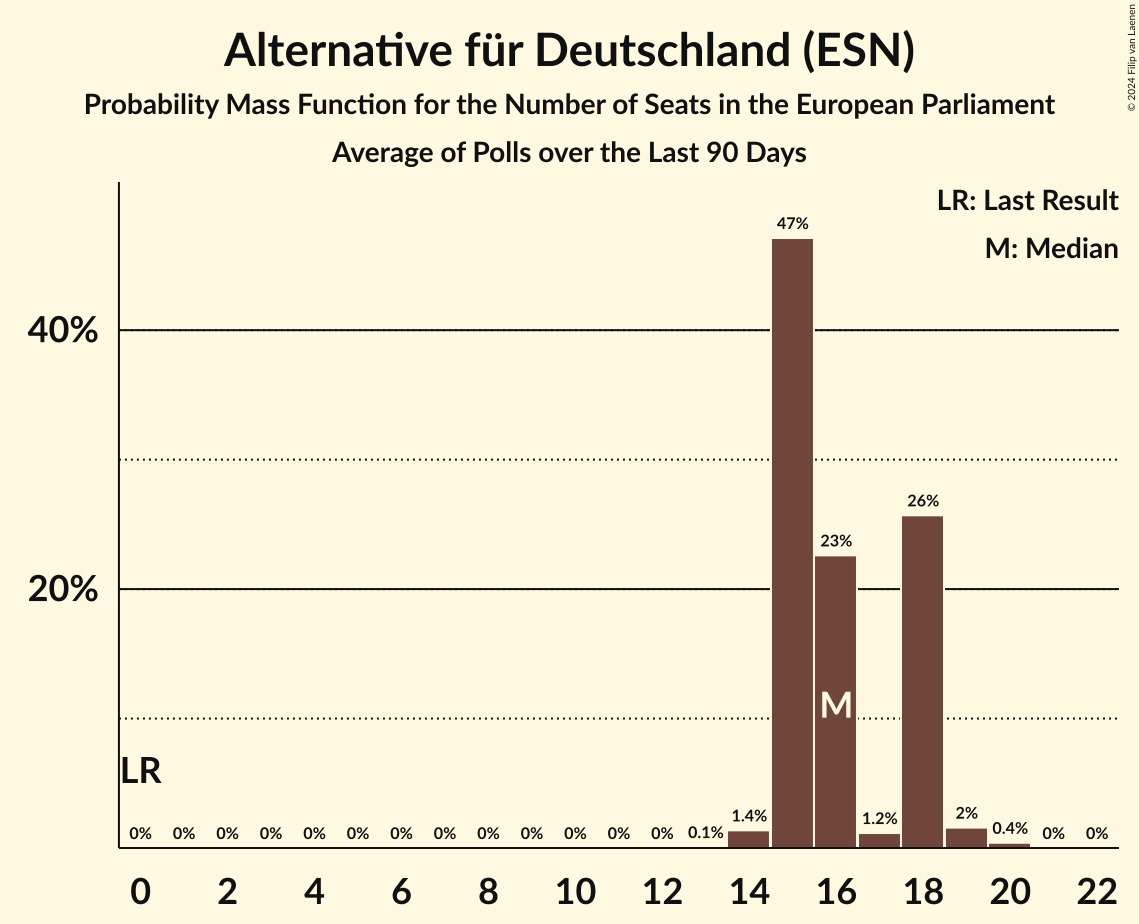 Alternative für Deutschland (ESN)
Probability Mass Function for the Number of Seats in the European Parliament
Average of Polls over the Last 90 Days
© 2024 Filip van Laenen
LR: Last Result
M: Median
40%
20%
47%
26%
23%
M
LR
0% 0% 0% 0% 0% 0% 0% 0% 0% 0% 0% 0% 0% 0.1% 1.4% 1.2% 2% 0.4% 0% 0%
0 2 4 6 8 10 12 14 16 18 20 22